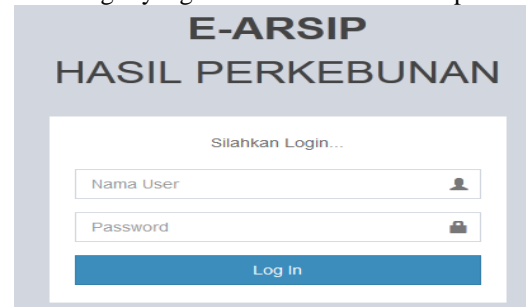 E-ARSIP
HASIL PERKEBUNAN
Silahkan Login...
Nama User
Password
Log In